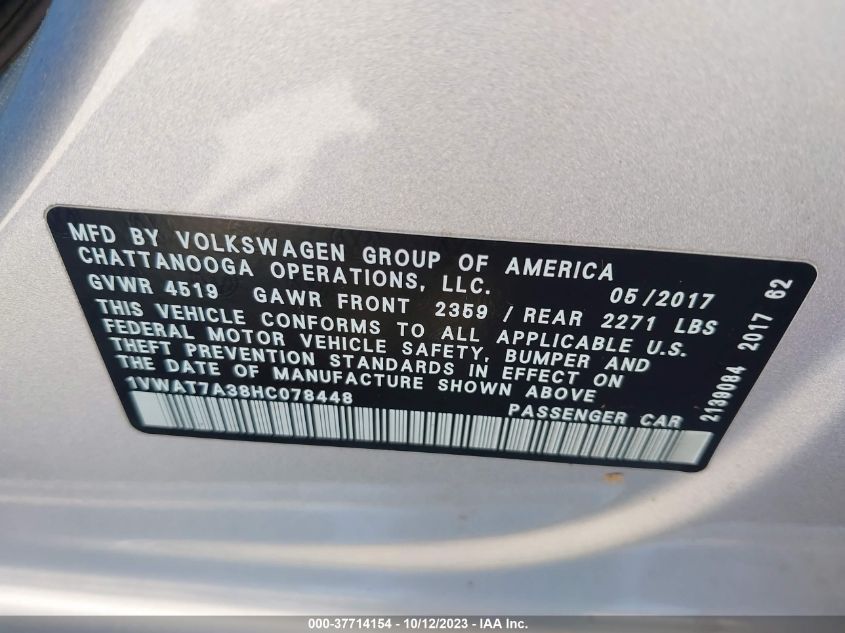 MFD BY VOLKSWAGEN GROUP OF AMERICA
CHATTANOOGA OPERATIONS, LLC. 05/2017
GVWR 4519 GAWR FRONT 2359 / REAR 2271 LBS
THIS VEHICLE CONFORMS TO ALL APPLICABLE U.S.
FEDERAL MOTOR VEHICLE SAFETY, BUMPER AND
THEFT PREVENTION STANDARDS IN EFFECT ON
THE DATE OF MANUFACTURE SHOWN ABOVE
1VWAT7A38HC078448 PASSENGER CAR
2139084 2017 62
000-37714154 - 10/12/2023 - IAA Inc.